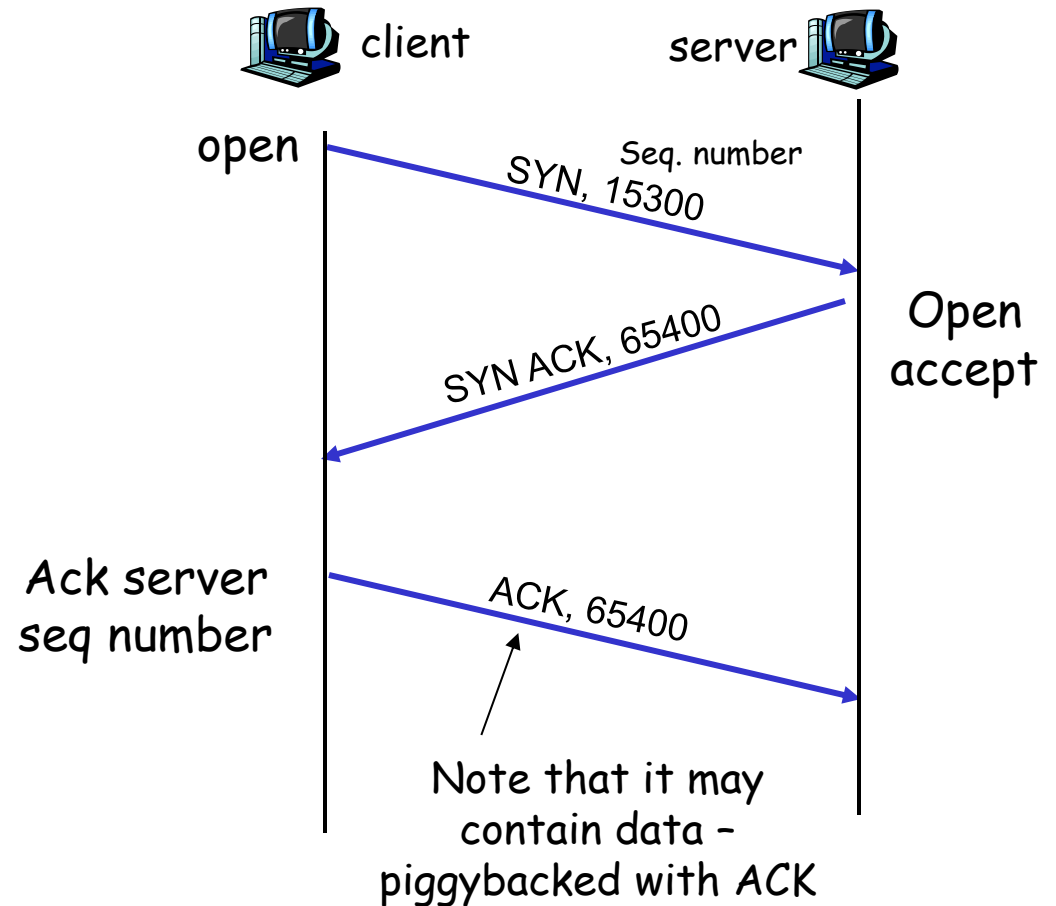 client
server
open
Seq. number
SYN, 15300
Open
accept
SYN ACK, 65400
Ack server
seq number
ACK, 65400
Note that it may
contain data –
piggybacked with ACK